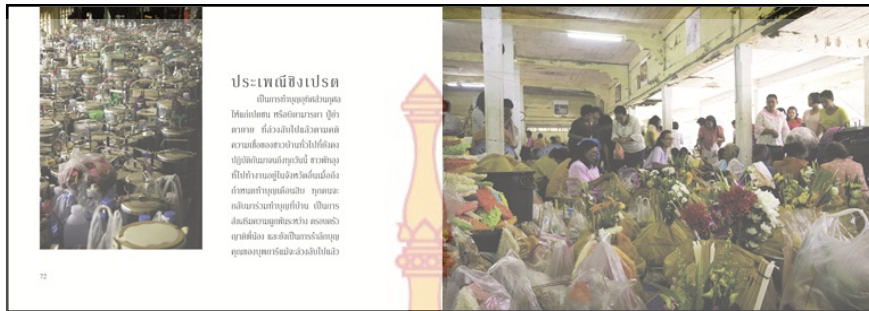 ประเพณีชิงเปรต
เป็นการทำบุญอุทิศส่วนกุศล
ให้แก่เปตชน หรือบิดามารดา ปู่ย่า
ตายาย ที่ล่วงลับไปแล้วตามคติ
ความเชื่อของชาวบ้านทั่วไปที่ยังคง
ปฏิบัติกันมาจนถึงทุกวันนี้ ชาวพัทลุง
ที่ไปทำงานอยู่ในจังหวัดอื่นเมื่อถึง
กำหนดทำบุญเดือนสิบ ทุกคนจะ
กลับมาร่วมทำบุญที่บ้าน เป็นการ
ส่งเสริมความผูกพันระหว่าง ครอบครัว
ญาติพี่น้อง และยังเป็นการรำลึกบุญ
คุณของบุพการีแม้จะล่วงลับไปแล้ว
72